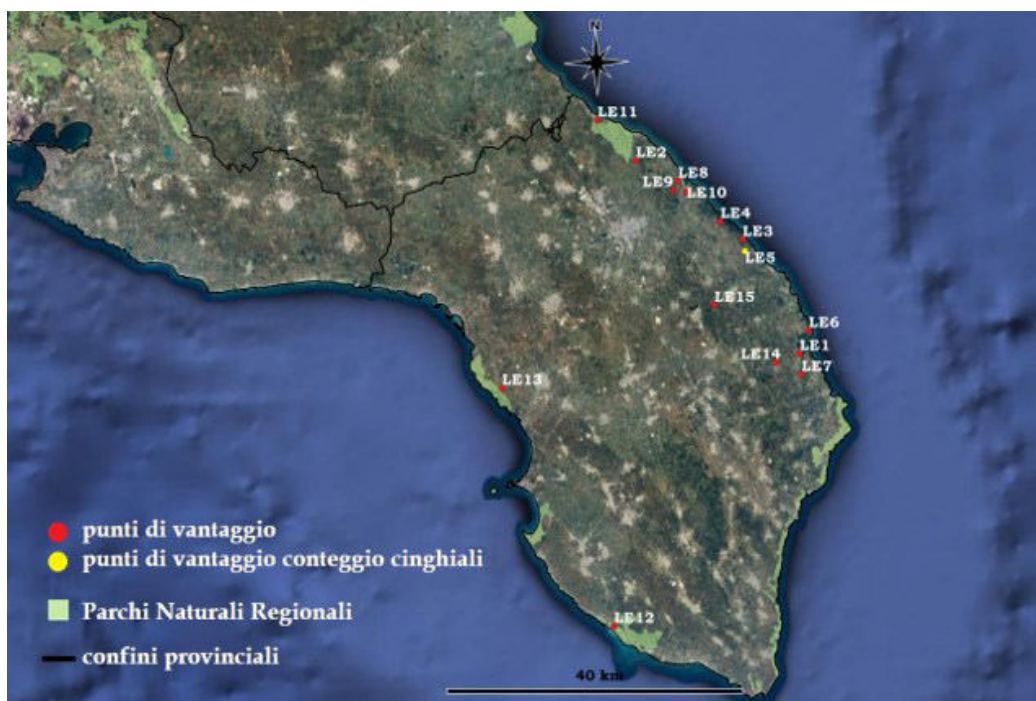 N
LE11
LE2
LE8
LE9
LE10
LE4
LE3
LE5
LE15
LE6
LE1
LE14
LE7
LE13
punti di vantaggio
punti di vantaggio conteggio cinghiali
Parchi Naturali Regionali
LE12
confini provinciali
40 km